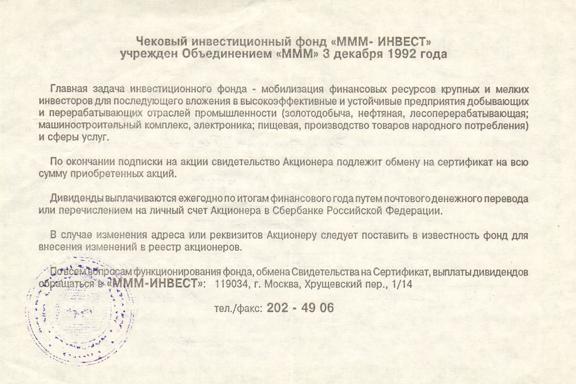 Чековый инвестиционный фонд «МММ- ИНВЕСТ»
учрежден Объединением «МММ» 3 декабря 1992 года
Главная задача инвестиционного фонда - мобилизация финансовых ресурсов крупных и мелких
инвесторов для последующего вложения в высокоэффективные и устойчивые предприятия добывающих
и перерабатывающих отраслей промышленности (золотодобыча, нефтяная, лесоперерабатывающая;
машиностроительный комплекс, электроника; пищевая, производство товаров народного потребления)
и сферы услуг.
По окончании подписки на акции свидетельство Акционера подлежит обмену на сертификат на всю
сумму приобретенных акций.
Дивиденды выплачиваются ежегодно по итогам финансового года путем почтового денежного перевода
или перечислением на личный счет Акционера в Сбербанке Российской Федерации.
В случае изменения адреса или реквизитов Акционеру следует поставить в известность фонд для
внесения изменений в реестр акционеров.
По всем вопросам функционирования фонда, обмена Свидетельства на Сертификат, выплаты дивидендов
обращаться в «МММ-ИНВЕСТ»: 119034, г. Москва, Хрущевский пер., 1/14
тел./факс: 202 - 49 06